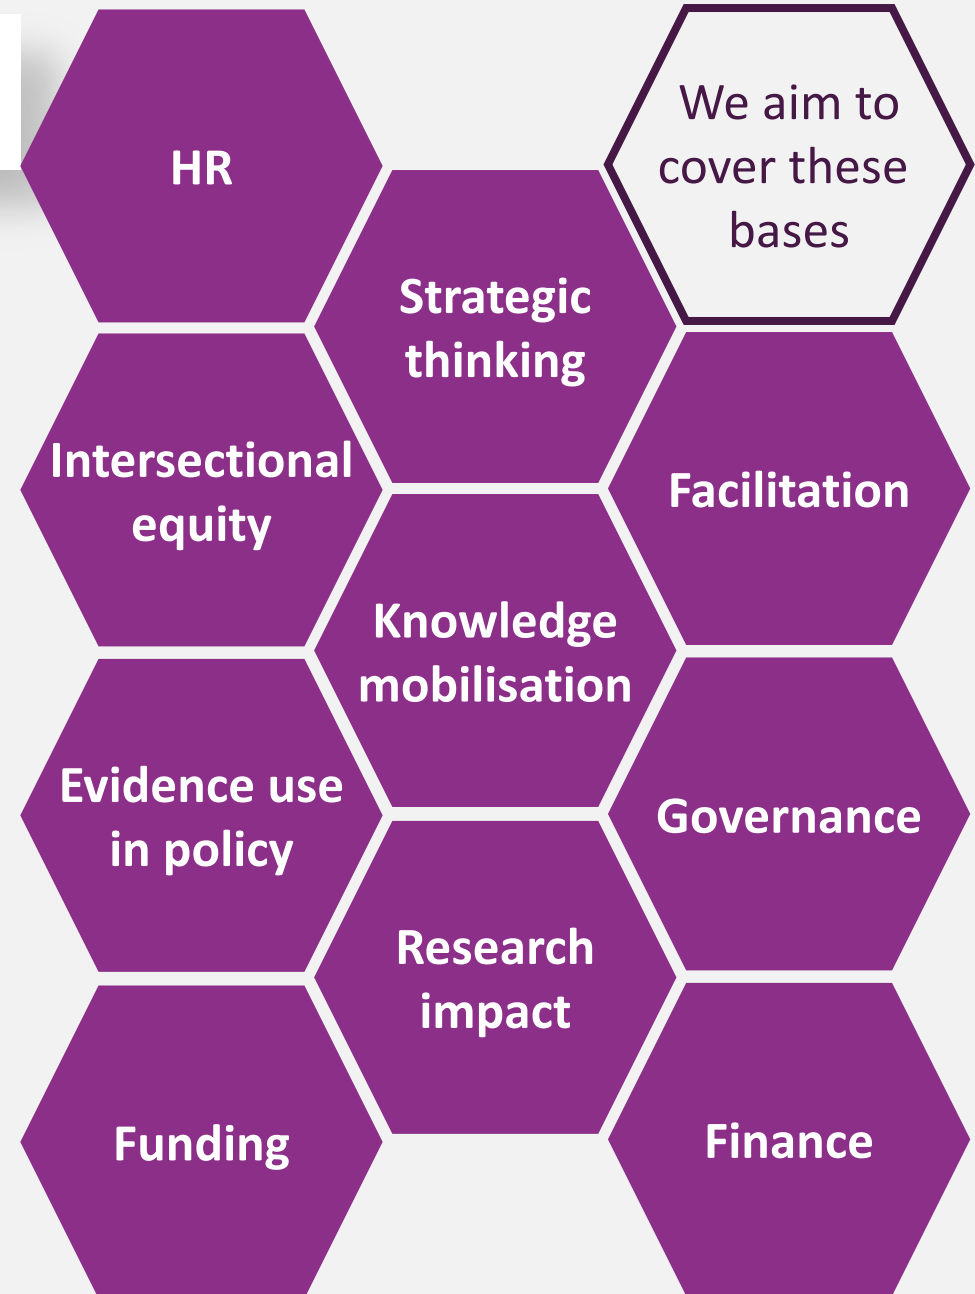 HR
We aim to
cover these
bases
Strategic
thinking
Intersectional
equity
Facilitation
Knowledge
mobilisation
Evidence use
in policy
Governance
Research
impact
Funding
Finance